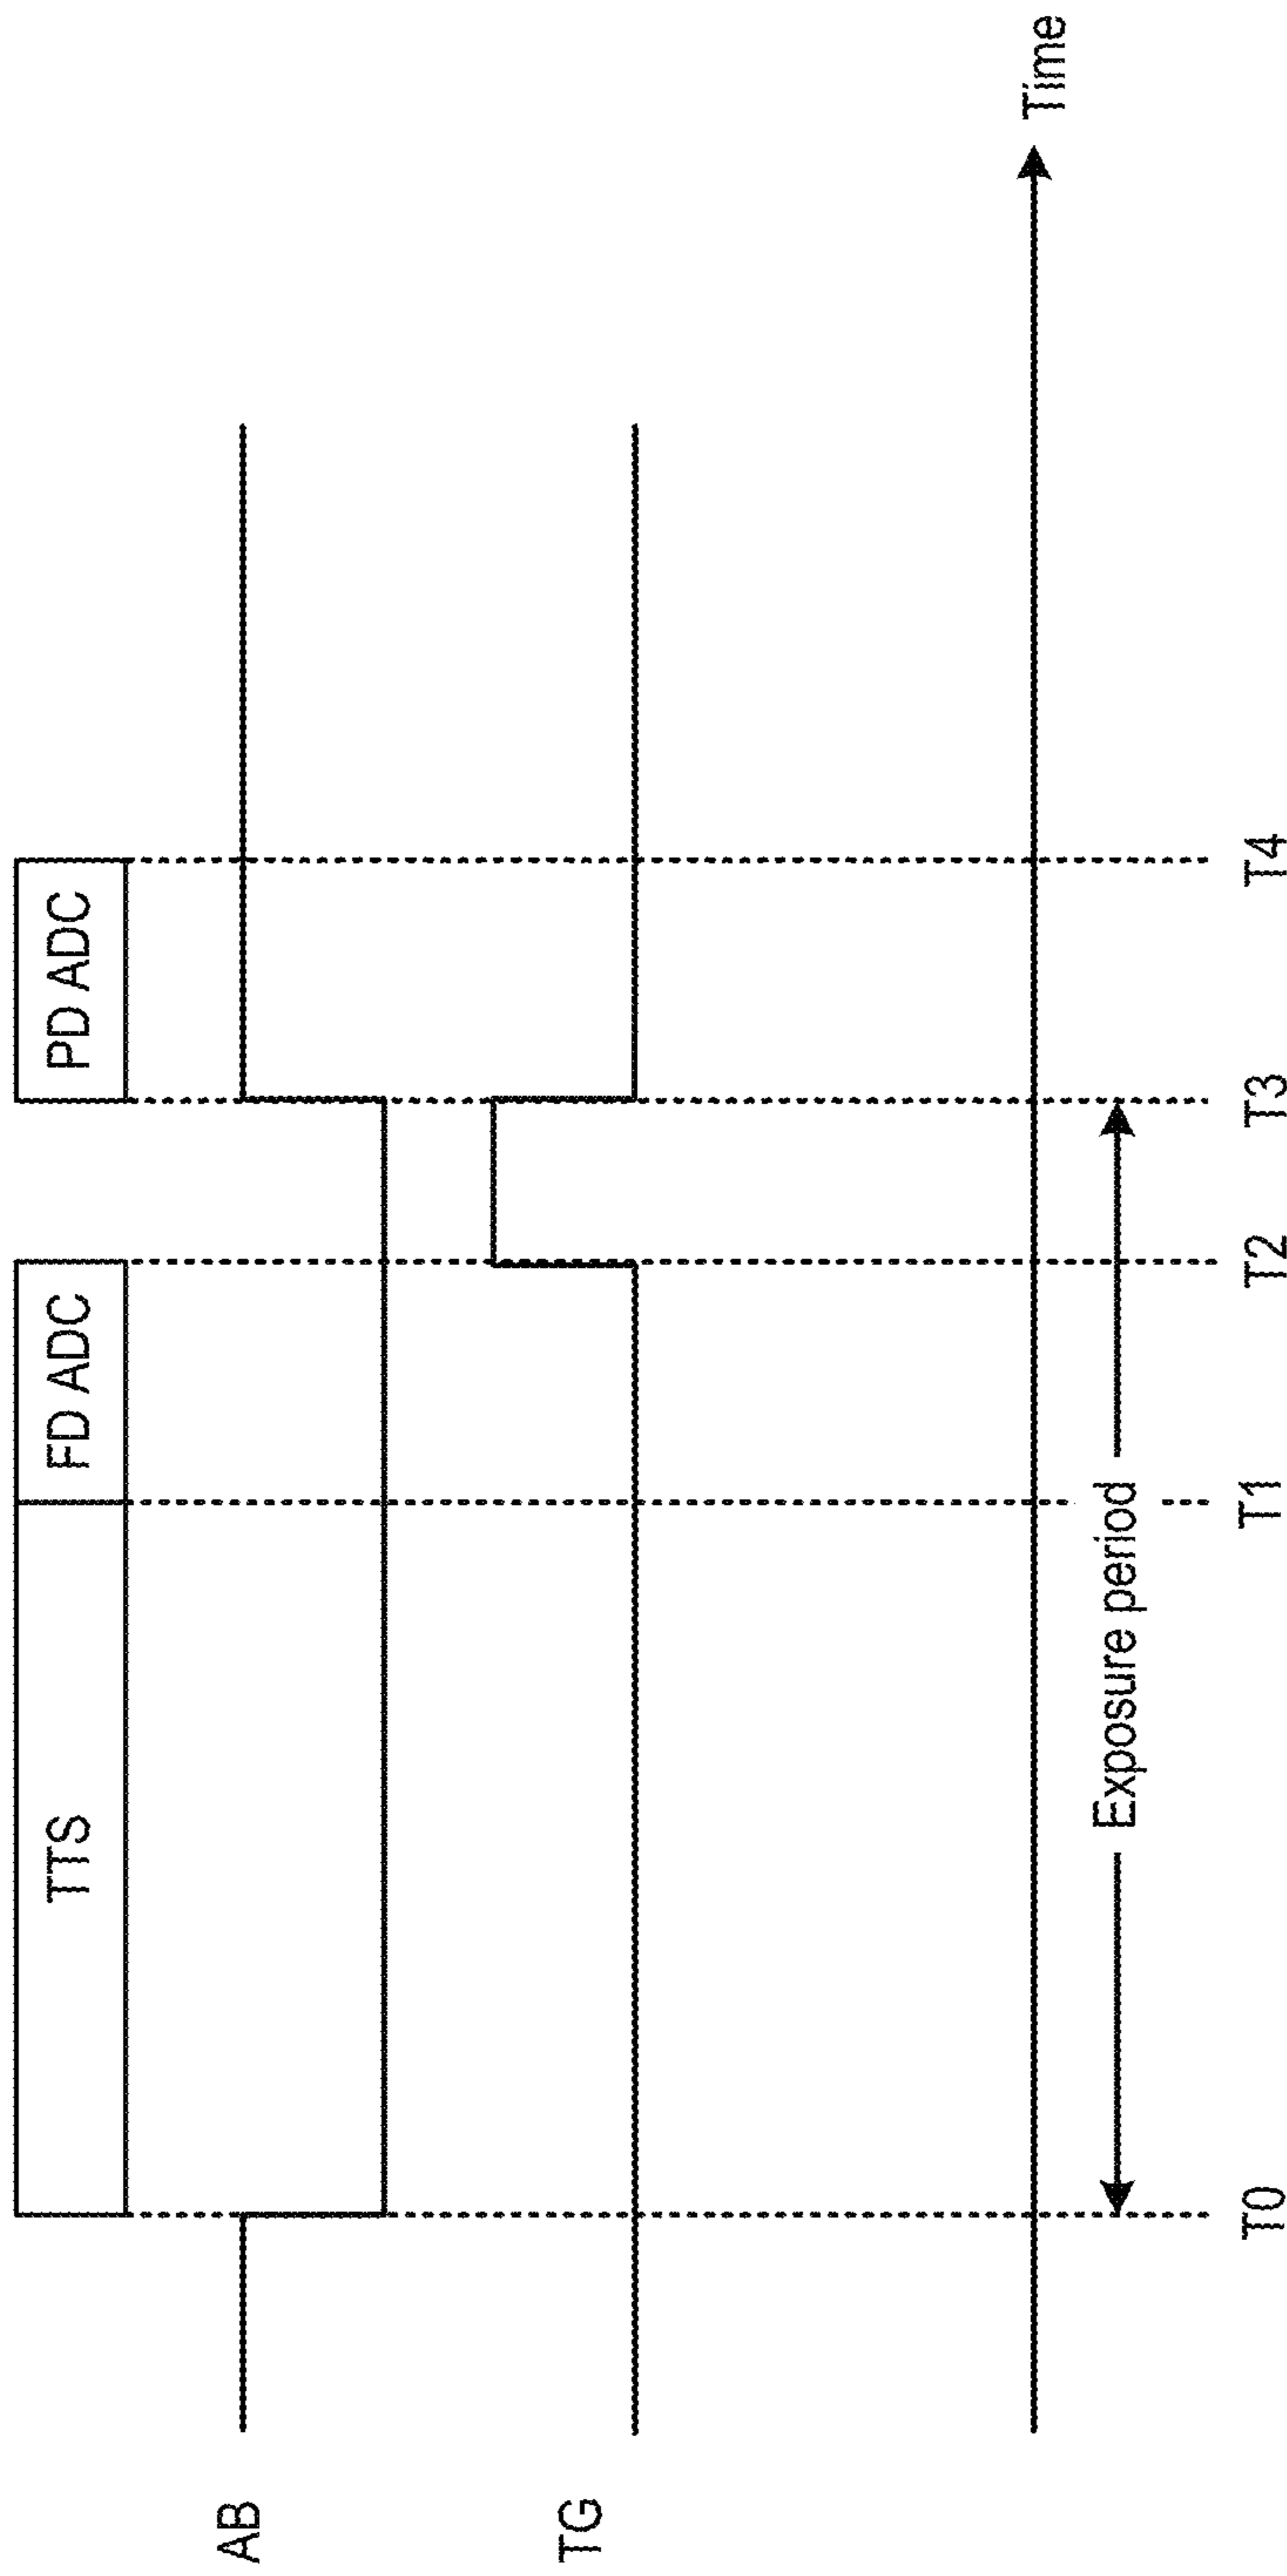 TTS FD ADC PD ADC
AB
TG
Time
Exposure period
T0 T1 T2 T3 T4